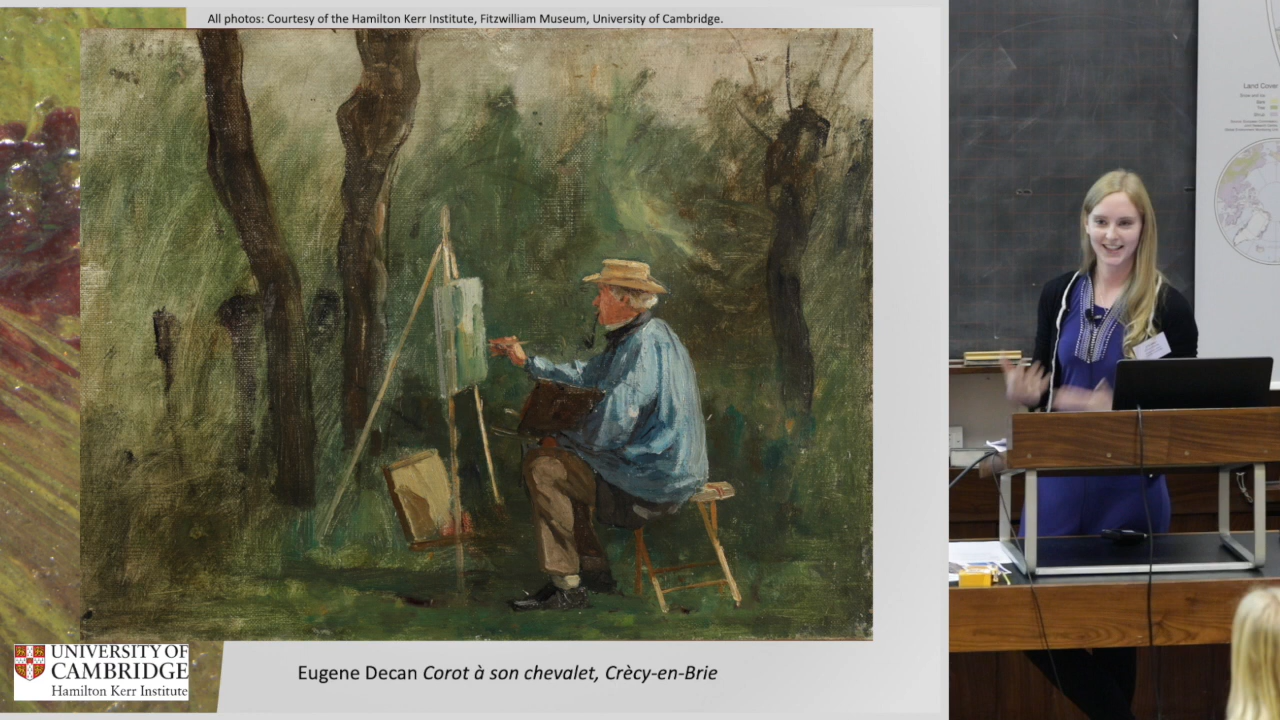 All photos: Courtesy of the Hamilton Kerr Institute, Fitzwilliam Museum, University of Cambridge.
Land Cove
UNIVERSITY OF
CAMBRIDGE
Hamilton Kerr Institute
Eugene Decan Corot à son chevalet, Crècy-en-Brie